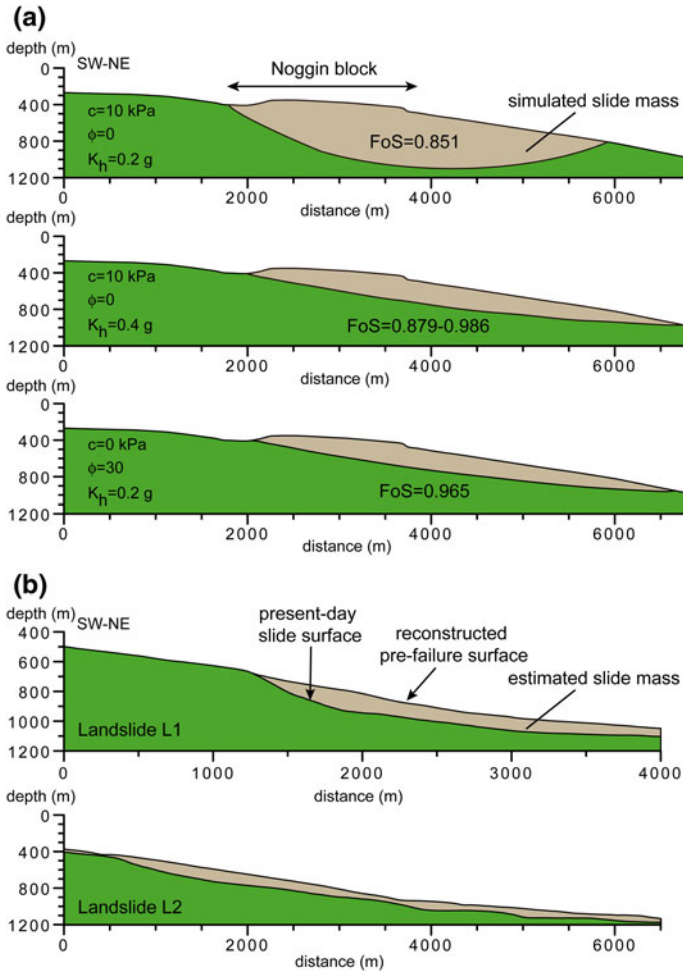 (a)
depth (m)
SW-NE
Noggin block
0
400
800
1200
c=10 kPa
ϕ=0
Kh=0.2 g
FoS=0.851
simulated slide mass
0 2000 4000 6000
distance (m)
depth (m)
0
400
800
1200
c=10 kPa
ϕ=0
Kh=0.4 g
FoS=0.879-0.986
0 2000 4000 6000
distance (m)
depth (m)
0
400
800
1200
c=0 kPa
ϕ=30
Kh=0.2 g
FoS=0.965
0 2000 4000 6000
distance (m)
(b)
depth (m)
SW-NE
400
600
800
1000
1200
present-day
slide surface
reconstructed
pre-failure surface
estimated slide mass
Landslide L1
0 1000 2000 3000 4000
distance (m)
depth (m)
0
400
800
1200
Landslide L2
0 2000 4000 6000
distance (m)